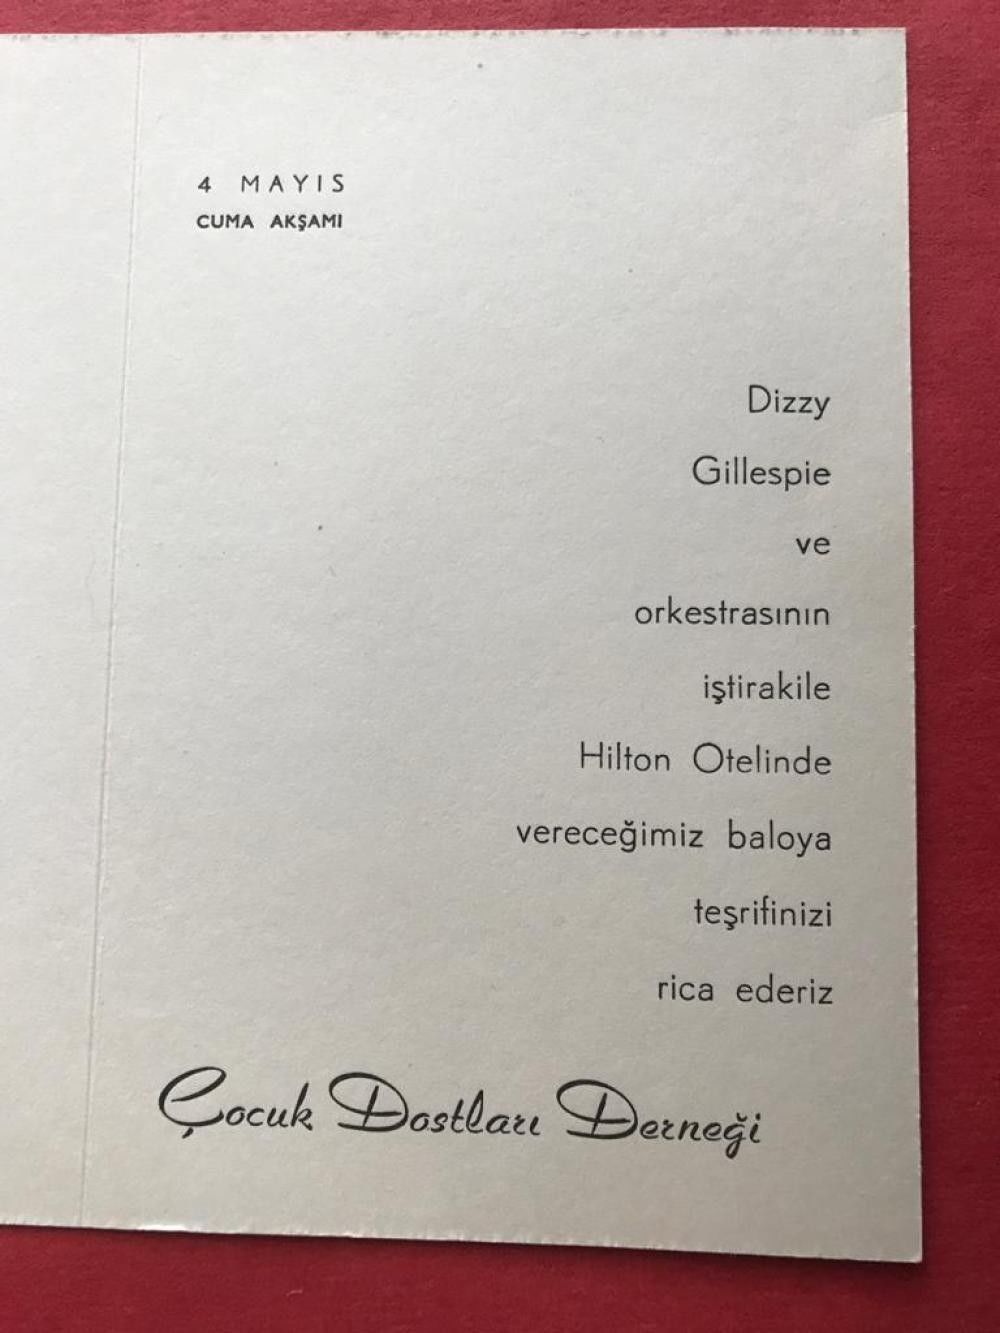 4 MAYIS
CUMA AKŞAMI
Dizzy
Gillespie
ve
orkestrasının
iştirakile
Hilton Otelinde
vereceğimiz baloya
teşrifinizi
rica ederiz
Çocuk Dostları Derneği